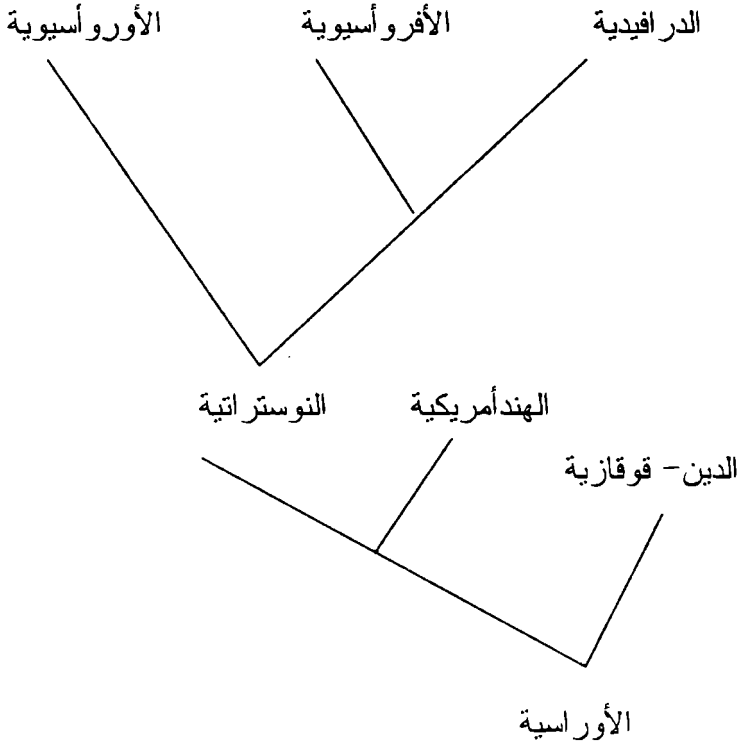 الدرافيدية
الأفروأسيوية
الأوروأسيوية
الهندأمريكية
النوستراتية
الدين- قوقازية
الأوراسية